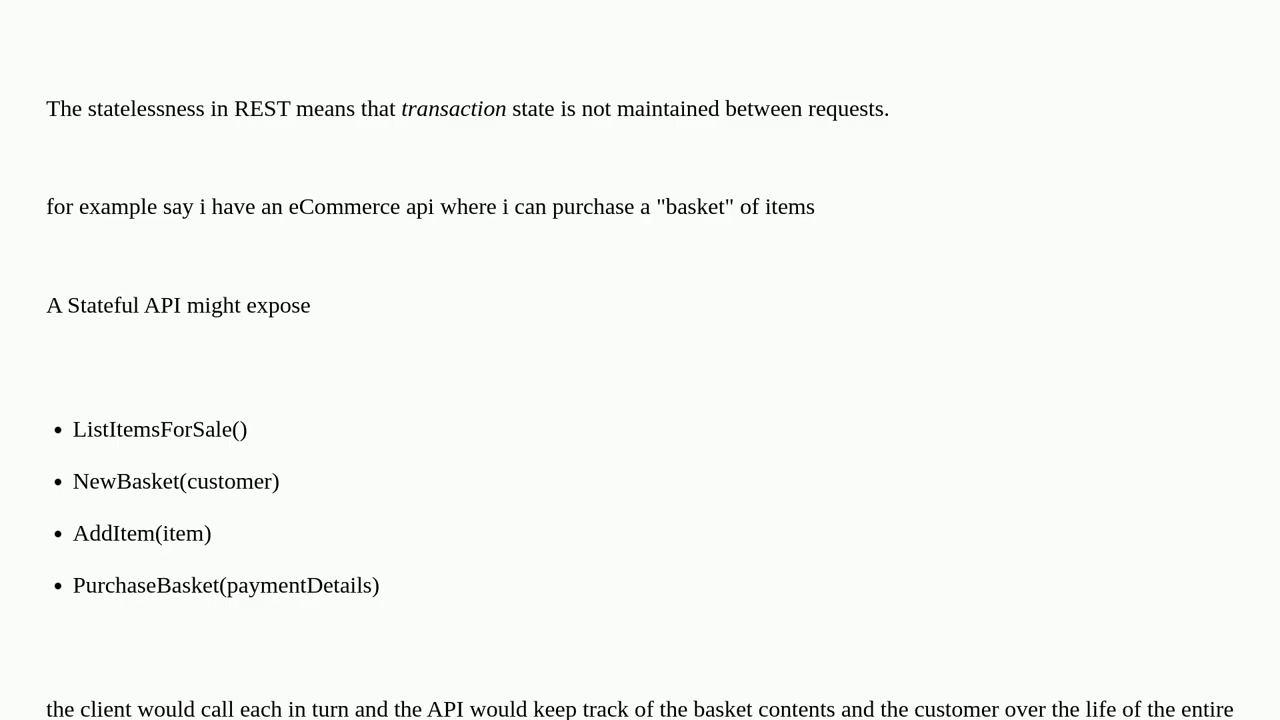 The statelessness in REST means that transaction state is not maintained between requests.
for example say i have an eCommerce api where i can purchase a "basket" of items
A Stateful API might expose
• ListItemsForSale()
• NewBasket(customer)
• AddItem(item)
• PurchaseBasket(paymentDetails)
the client would call each in turn and the API would keep track of the basket contents and the customer over the life of the entire